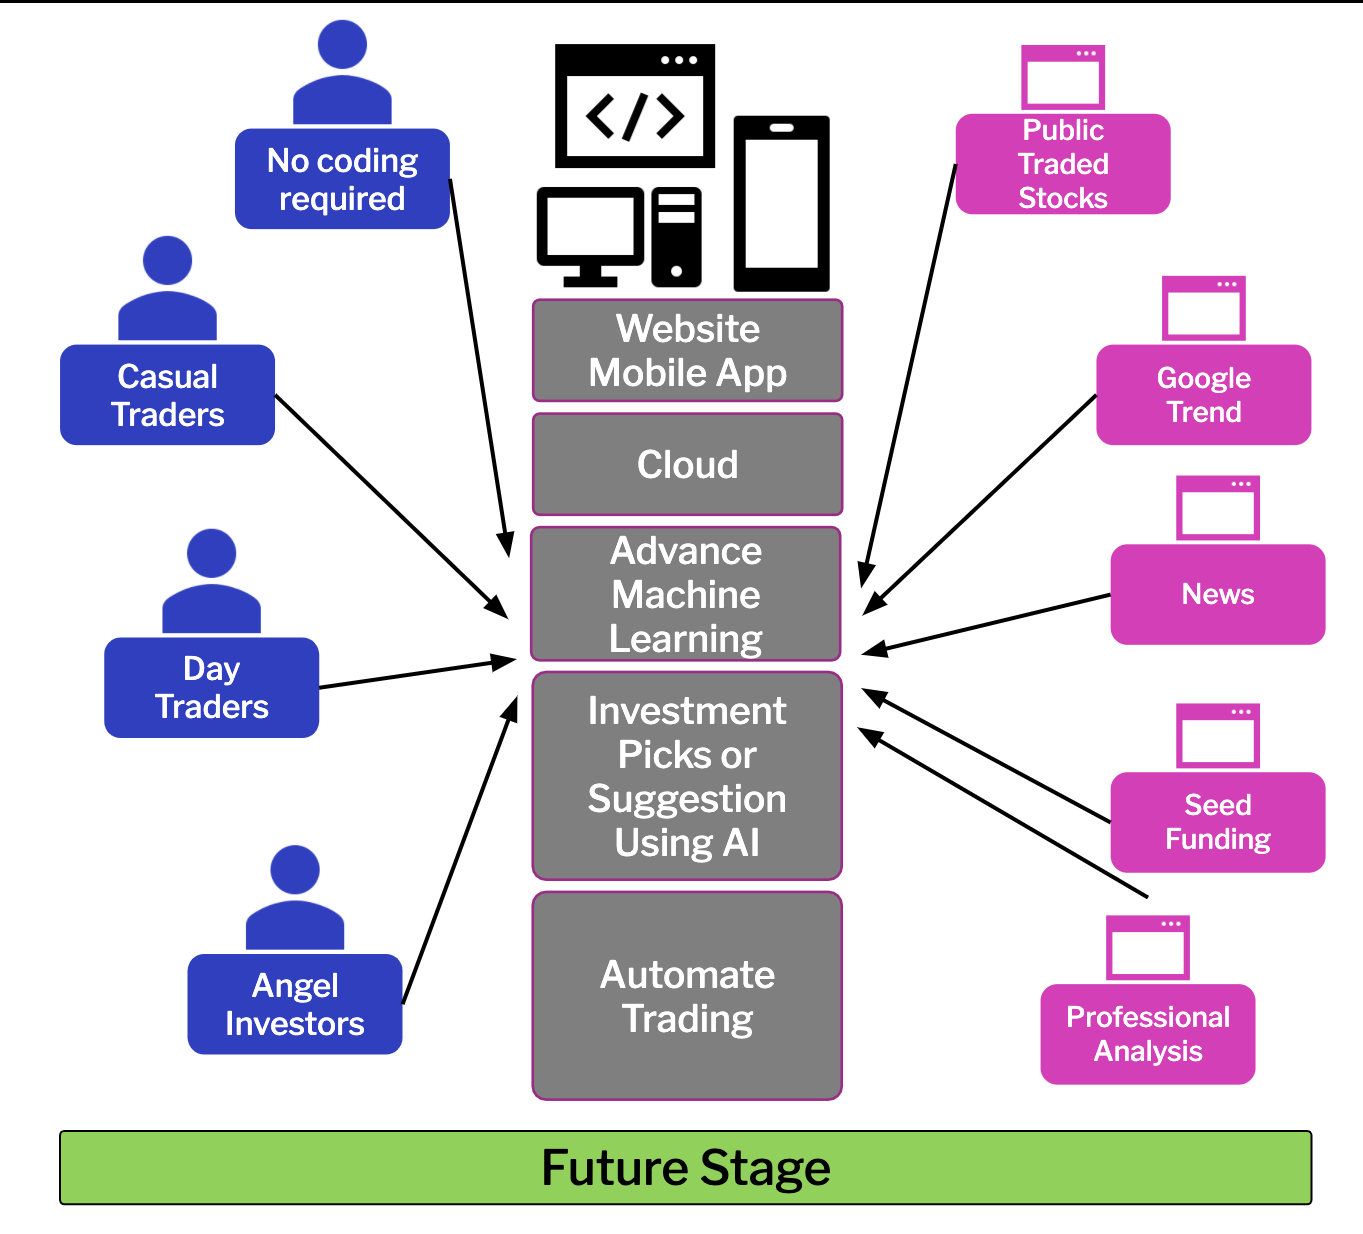 No coding
required
Casual
Traders
Day
Traders
Angel
Investors
</>
Website
Mobile App
Cloud
Advance
Machine
Learning
Investment
Picks or
Suggestion
Using AI
Automate
Trading
Public
Traded
Stocks
Google
Trend
News
Seed
Funding
Professional
Analysis
Future Stage